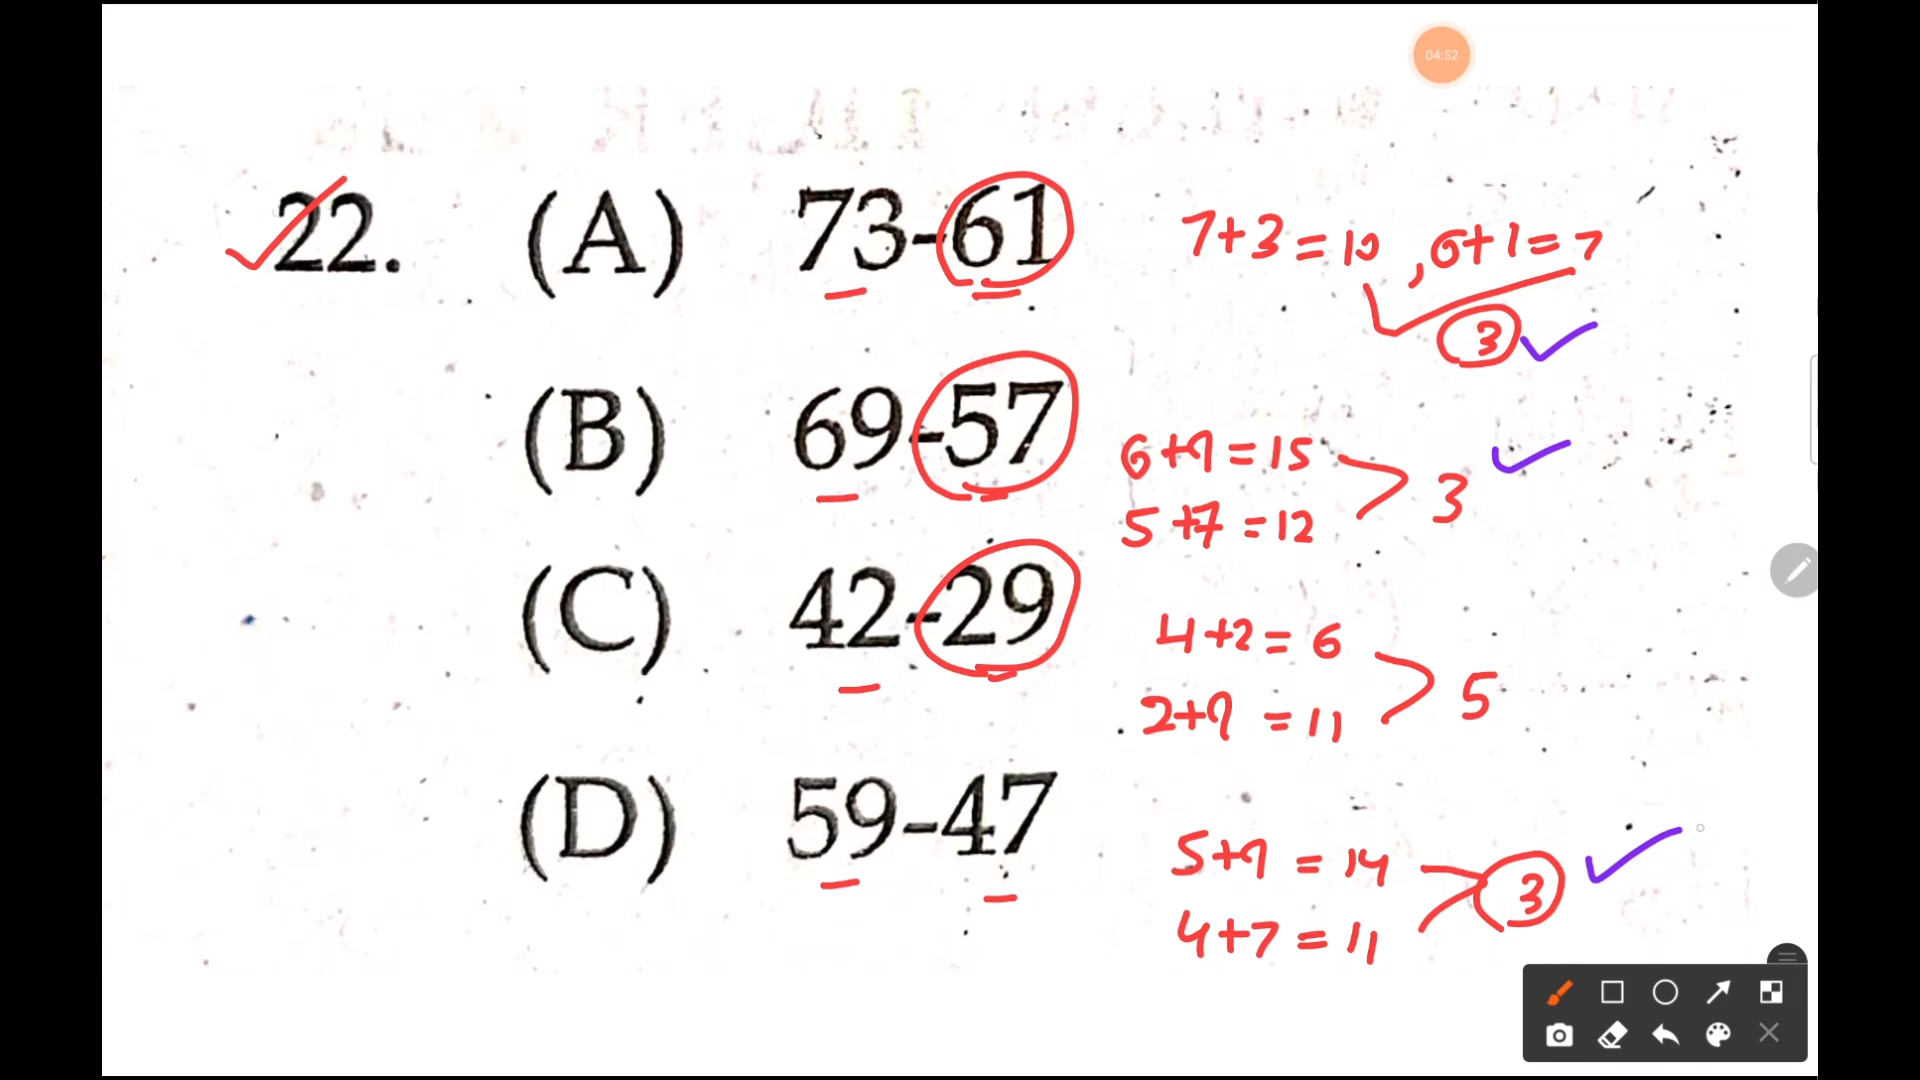 04:52
22. (A) 73-61 7+3=10, 6+1=7
3
(B) 69-57 6+9=15
5+7=12 3
(C) 42-29 4+2=6
2+9=11 5
(D) 59-47 5+9=14
4+7=11 3